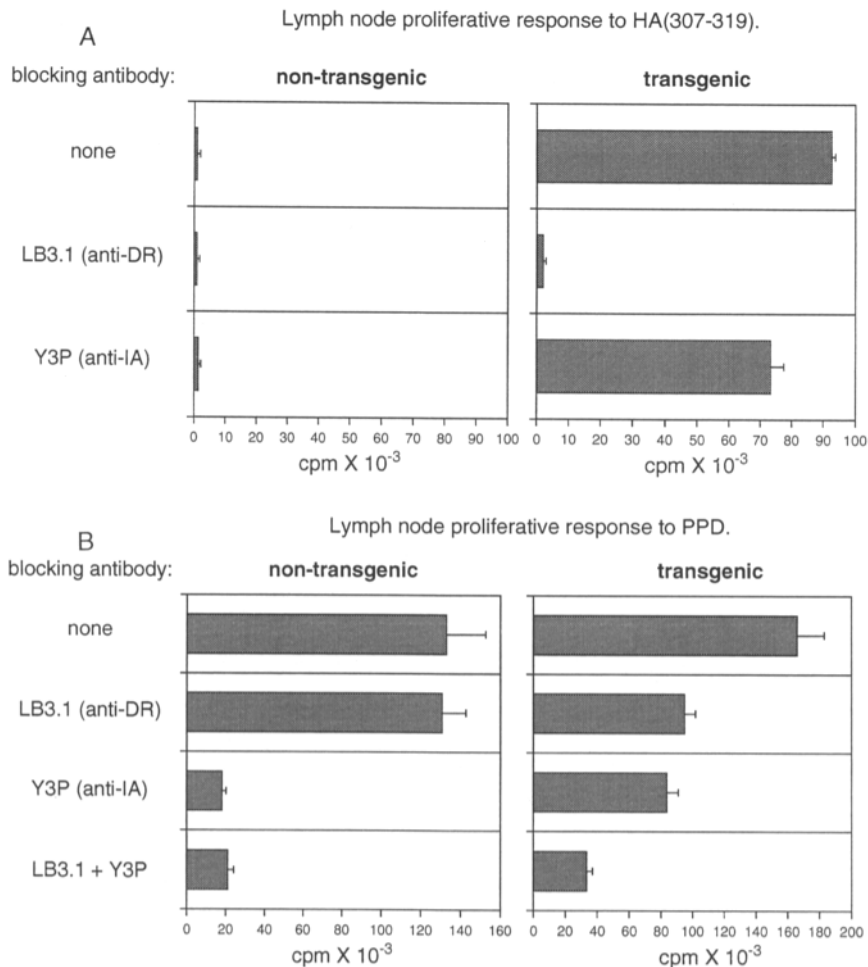 Lymph node proliferative response to HA(307-319).
A
blocking antibody: non-transgenic transgenic
none
LB3.1 (anti-DR)
Y3P (anti-IA)
0 10 20 30 40 50 60 70 80 90 100 0 10 20 30 40 50 60 70 80 90 100
cpm X 10⁻³ cpm X 10⁻³
Lymph node proliferative response to PPD.
B
blocking antibody: non-transgenic transgenic
none
LB3.1 (anti-DR)
Y3P (anti-IA)
LB3.1 + Y3P
0 20 40 60 80 100 120 140 160 0 20 40 60 80 100 120 140 160 180 200
cpm X 10⁻³ cpm X 10⁻³